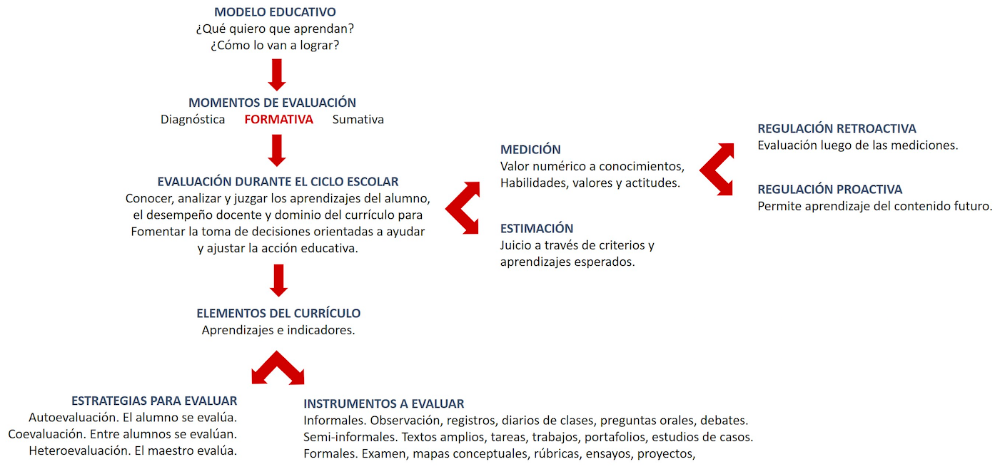 MODELO EDUCATIVO
¿Qué quiero que aprendan?
¿Cómo lo van a lograr?
MOMENTOS DE EVALUACIÓN
Diagnóstica FORMATIVA Sumativa
EVALUACIÓN DURANTE EL CICLO ESCOLAR
Conocer, analizar y juzgar los aprendizajes del alumno,
el desempeño docente y dominio del currículo para
Fomentar la toma de decisiones orientadas a ayudar
y ajustar la acción educativa.
MEDICIÓN
Valor numérico a conocimientos,
Habilidades, valores y actitudes.
ESTIMACIÓN
Juicio a través de criterios y
aprendizajes esperados.
REGULACIÓN RETROACTIVA
Evaluación luego de las mediciones.
REGULACIÓN PROACTIVA
Permite aprendizaje del contenido futuro.
ELEMENTOS DEL CURRÍCULO
Aprendizajes e indicadores.
ESTRATEGIAS PARA EVALUAR
Autoevaluación. El alumno se evalúa.
Coevaluación. Entre alumnos se evalúan.
Heteroevaluación. El maestro evalúa.
INSTRUMENTOS A EVALUAR
Informales. Observación, registros, diarios de clases, preguntas orales, debates.
Semi-informales. Textos amplios, tareas, trabajos, portafolios, estudios de casos.
Formales. Examen, mapas conceptuales, rúbricas, ensayos, proyectos,